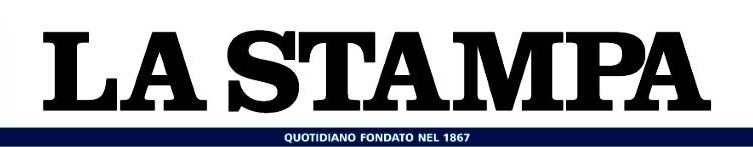 LA STAMPA
QUOTIDIANO FONDATO NEL 1867